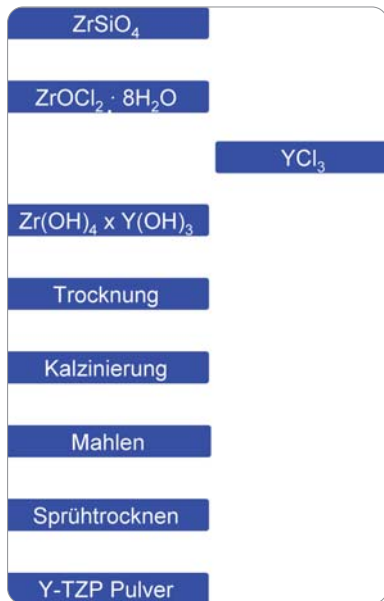 ZrSiO₄
ZrOCl₂ · 8H₂O
YCl₃
Zr(OH)₄ x Y(OH)₃
Trocknung
Kalzinierung
Mahlen
Sprühtrocknen
Y-TZP Pulver